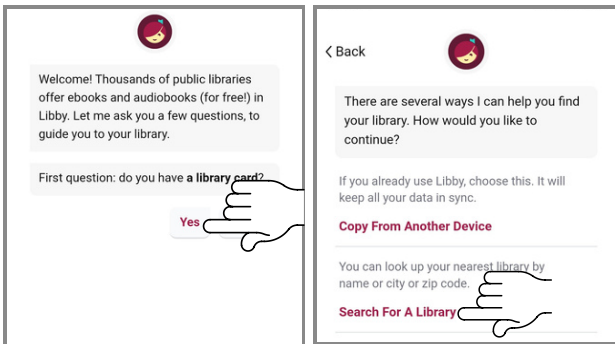 Welcome! Thousands of public libraries
offer ebooks and audiobooks (for free!) in
Libby. Let me ask you a few questions, to
guide you to your library.
First question: do you have a library card?
Yes
Back
There are several ways I can help you find
your library. How would you like to
continue?
If you already use Libby, choose this. It will
keep all your data in sync.
Copy From Another Device
You can look up your nearest library by
name or city or zip code.
Search For A Library